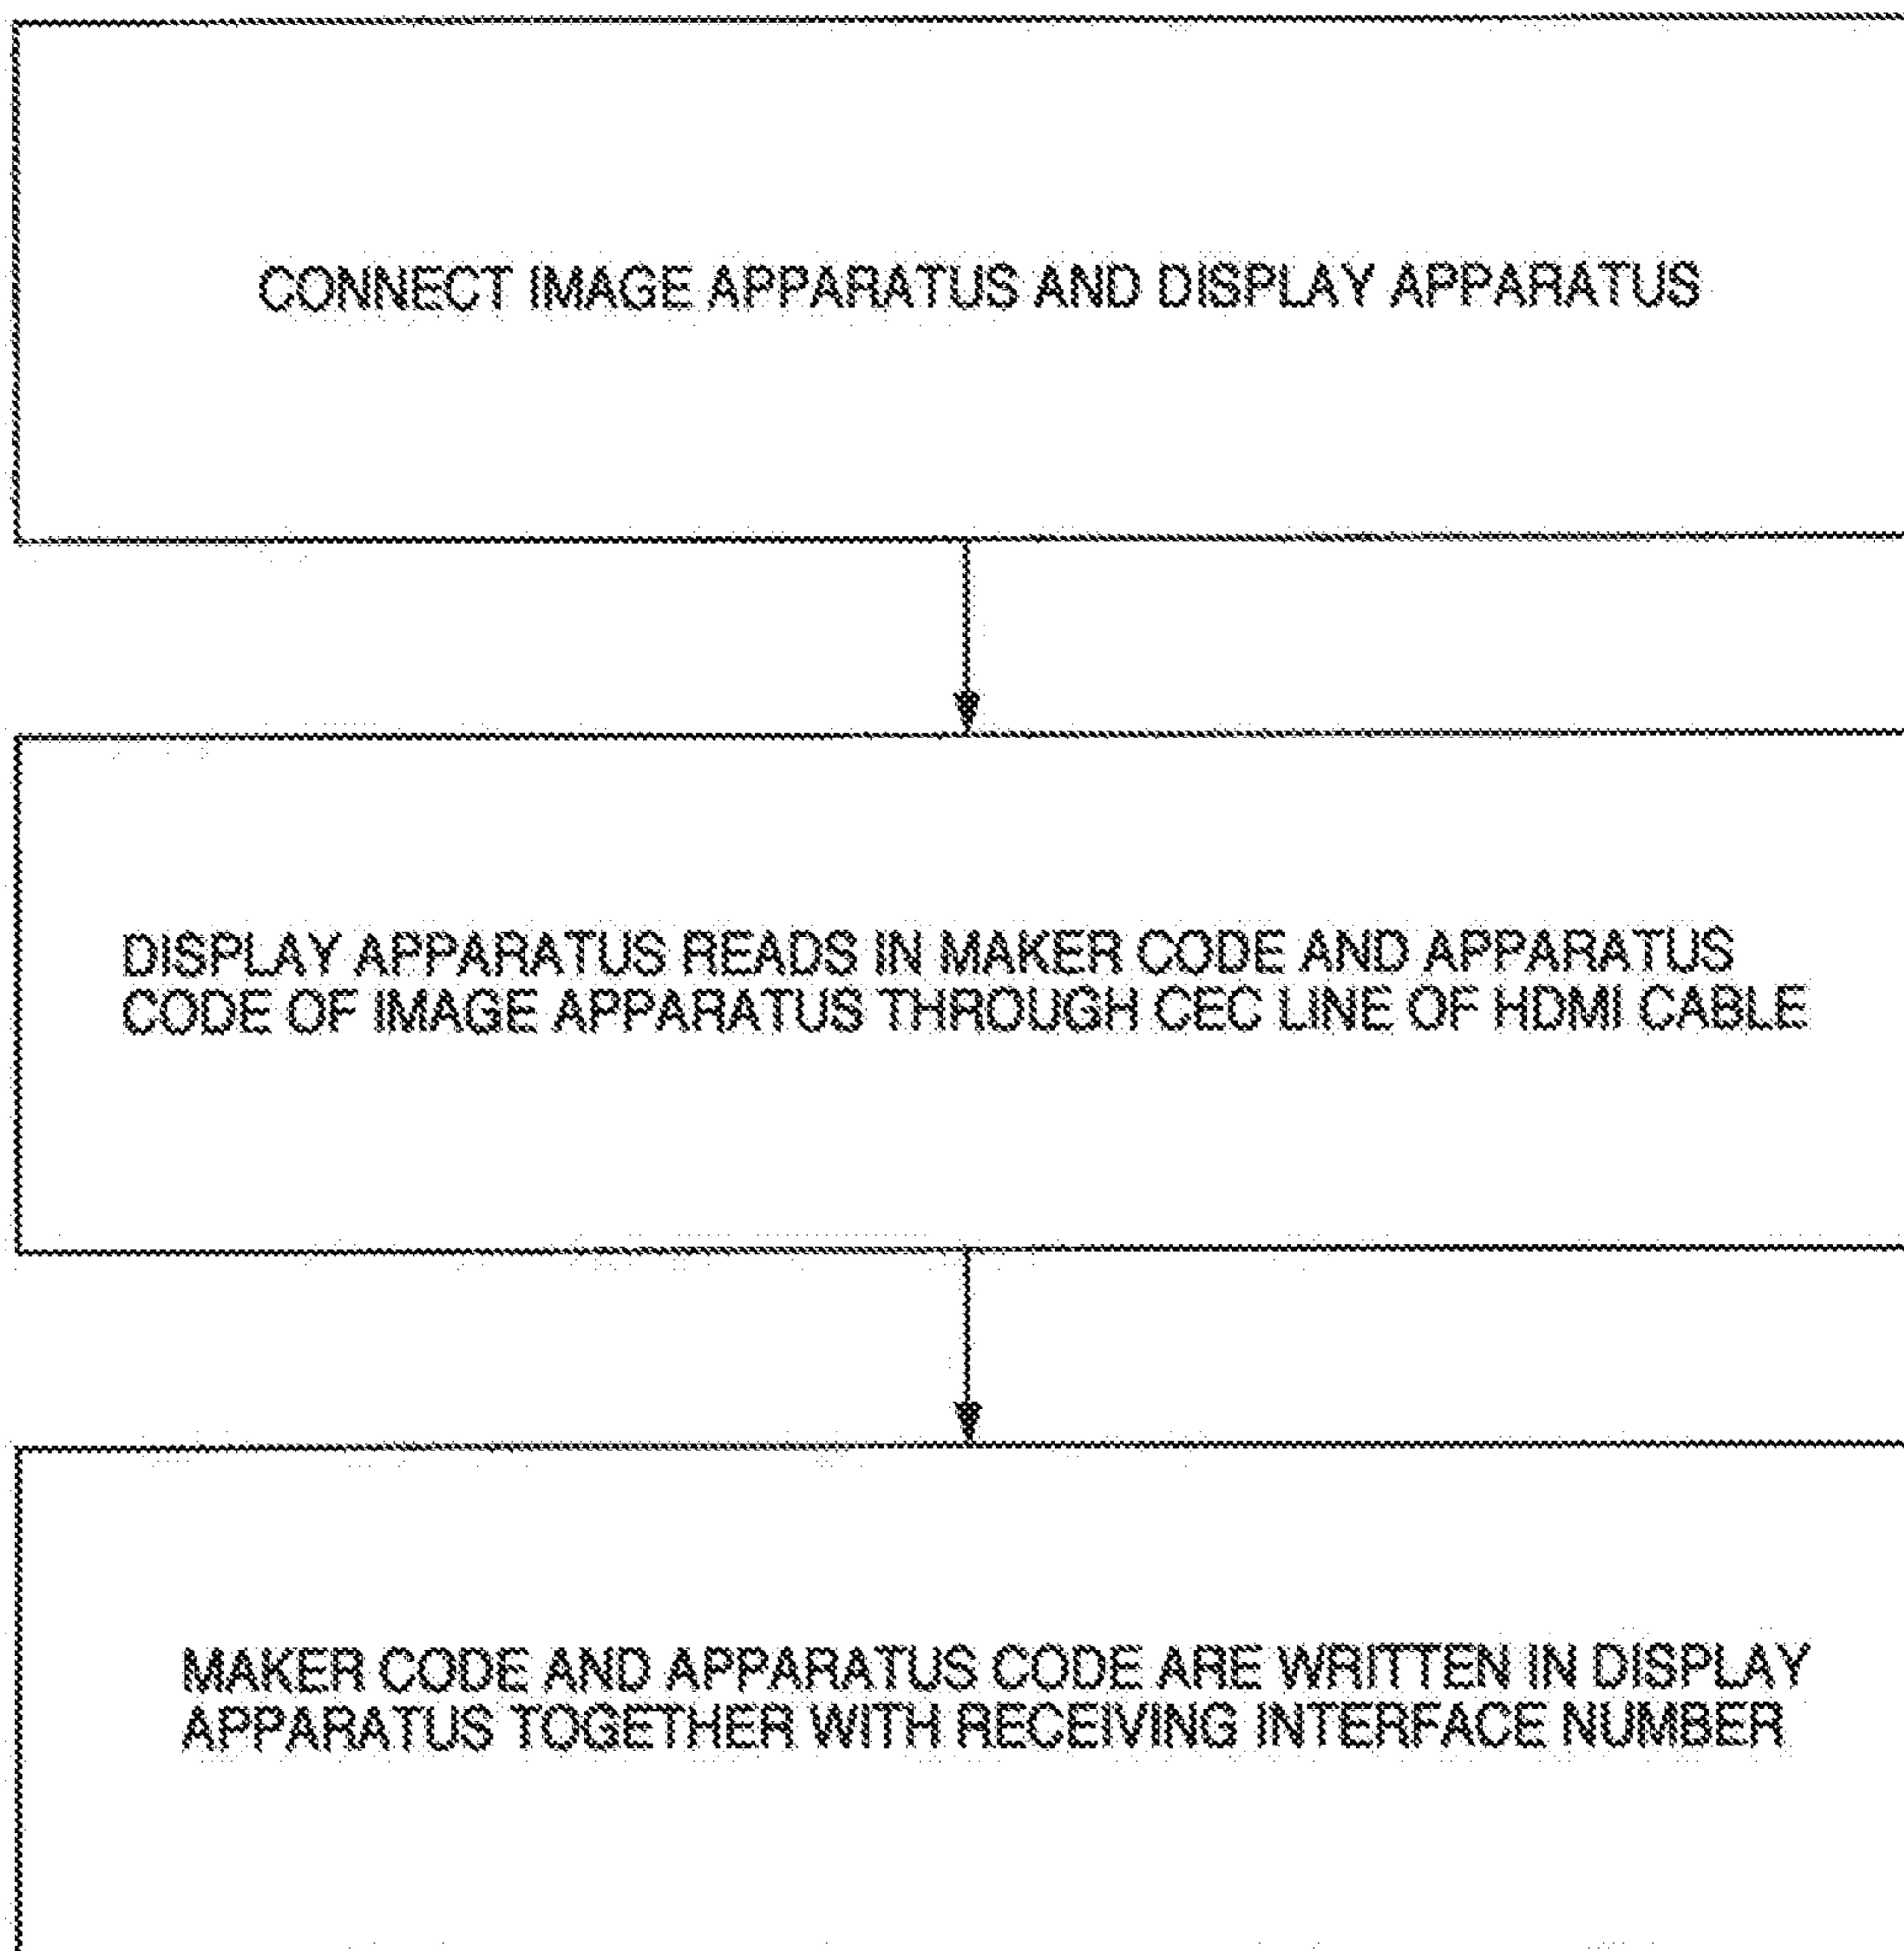 CONNECT IMAGE APPARATUS AND DISPLAY APPARATUS
DISPLAY APPARATUS READS IN MAKER CODE AND APPARATUS
CODE OF IMAGE APPARATUS THROUGH CEC LINE OF HDMI CABLE
MAKER CODE AND APPARATUS CODE ARE WRITTEN IN DISPLAY
APPARATUS TOGETHER WITH RECEIVING INTERFACE NUMBER